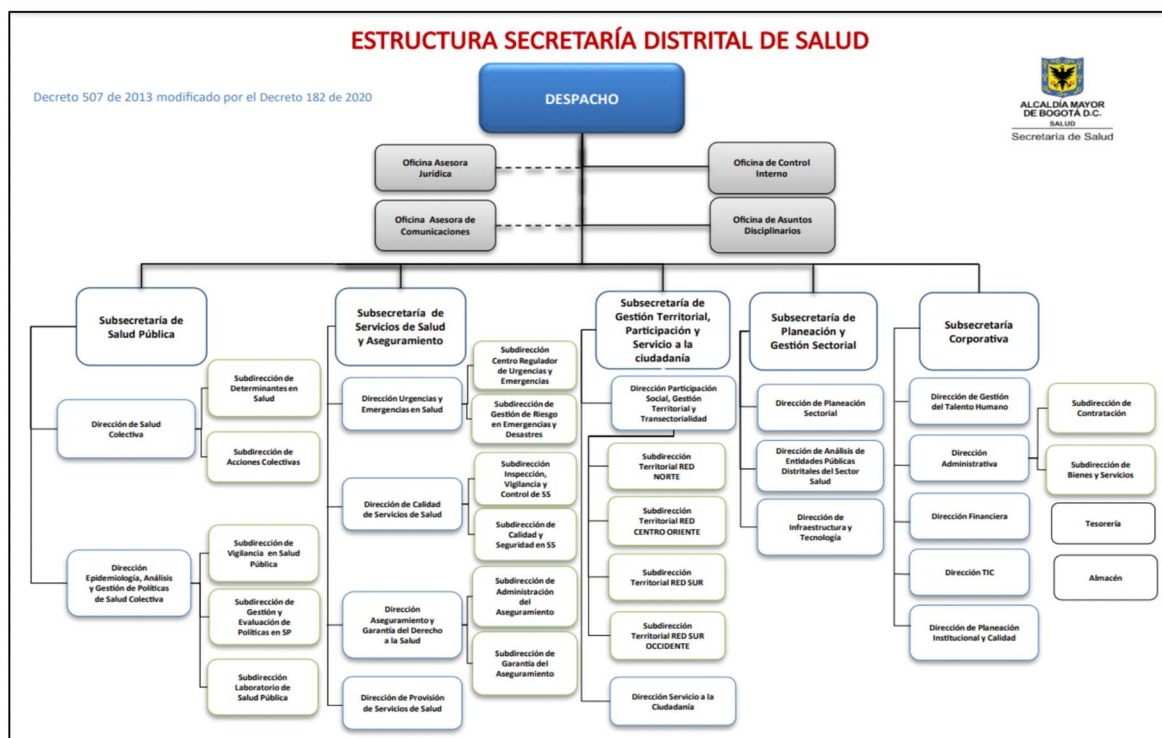 ESTRUCTURA SECRETARÍA DISTRITAL DE SALUD
Decreto 507 de 2013 modificado por el Decreto 182 de 2020
DESPACHO
ALCALDÍA MAYOR
DE BOGOTÁ D.C.
SALUD
Secretaría de Salud
Oficina Asesora
Jurídica
Oficina de Control
Interno
Oficina Asesora de
Comunicaciones
Oficina de Asuntos
Disciplinarios
Subsecretaría de
Salud Pública
Subsecretaría de
Servicios de Salud
y Aseguramiento
Subsecretaría de
Gestión Territorial,
Participación y
Servicio a la
ciudadanía
Subsecretaría de
Planeación y
Gestión Sectorial
Subsecretaría
Corporativa
Dirección de Salud
Colectiva
Subdirección de
Determinantes en
Salud
Subdirección de
Acciones Colectivas
Dirección
Epidemiología, Análisis
y Gestión de Políticas
de Salud Colectiva
Subdirección de
Vigilancia en Salud
Pública
Subdirección de
Gestión y
Evaluación de
Políticas en SP
Subdirección
Laboratorio de
Salud Pública
Dirección Urgencias y
Emergencias en Salud
Subdirección
Centro Regulador
de Urgencias y
Emergencias
Subdirección de
Gestión de Riesgo
en Emergencias y
Desastres
Dirección de Calidad
de Servicios de Salud
Subdirección
Inspección,
Vigilancia y
Control de SS
Subdirección de
Calidad y
Seguridad en SS
Dirección
Aseguramiento y
Garantía del Derecho
a la Salud
Subdirección de
Administración
del
Aseguramiento
Subdirección de
Garantía del
Aseguramiento
Dirección de Provisión
de Servicios de Salud
Dirección Participación
Social, Gestión
Territorial y
Transectorialidad
Subdirección
Territorial RED
NORTE
Subdirección
Territorial RED
CENTRO ORIENTE
Subdirección
Territorial RED SUR
Subdirección
Territorial RED SUR
OCCIDENTE
Dirección Servicio a la
Ciudadanía
Dirección de Planeación
Sectorial
Dirección de Análisis de
Entidades Públicas
Distritales del Sector
Salud
Dirección de
Infraestructura y
Tecnología
Dirección de Gestión
del Talento Humano
Dirección
Administrativa
Subdirección de
Contratación
Subdirección de
Bienes y Servicios
Dirección Financiera
Tesorería
Dirección TIC
Almacén
Dirección de Planeación
Institucional y Calidad